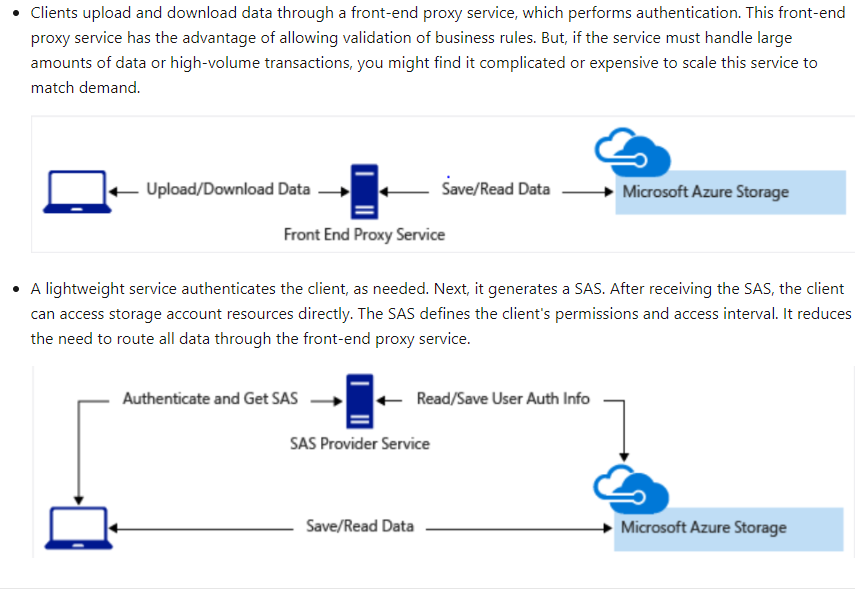 Clients upload and download data through a front-end proxy service, which performs authentication. This front-end
proxy service has the advantage of allowing validation of business rules. But, if the service must handle large
amounts of data or high-volume transactions, you might find it complicated or expensive to scale this service to
match demand.
Upload/Download Data
Save/Read Data
Microsoft Azure Storage
Front End Proxy Service
A lightweight service authenticates the client, as needed. Next, it generates a SAS. After receiving the SAS, the client
can access storage account resources directly. The SAS defines the client's permissions and access interval. It reduces
the need to route all data through the front-end proxy service.
Authenticate and Get SAS
Read/Save User Auth Info
SAS Provider Service
Save/Read Data
Microsoft Azure Storage